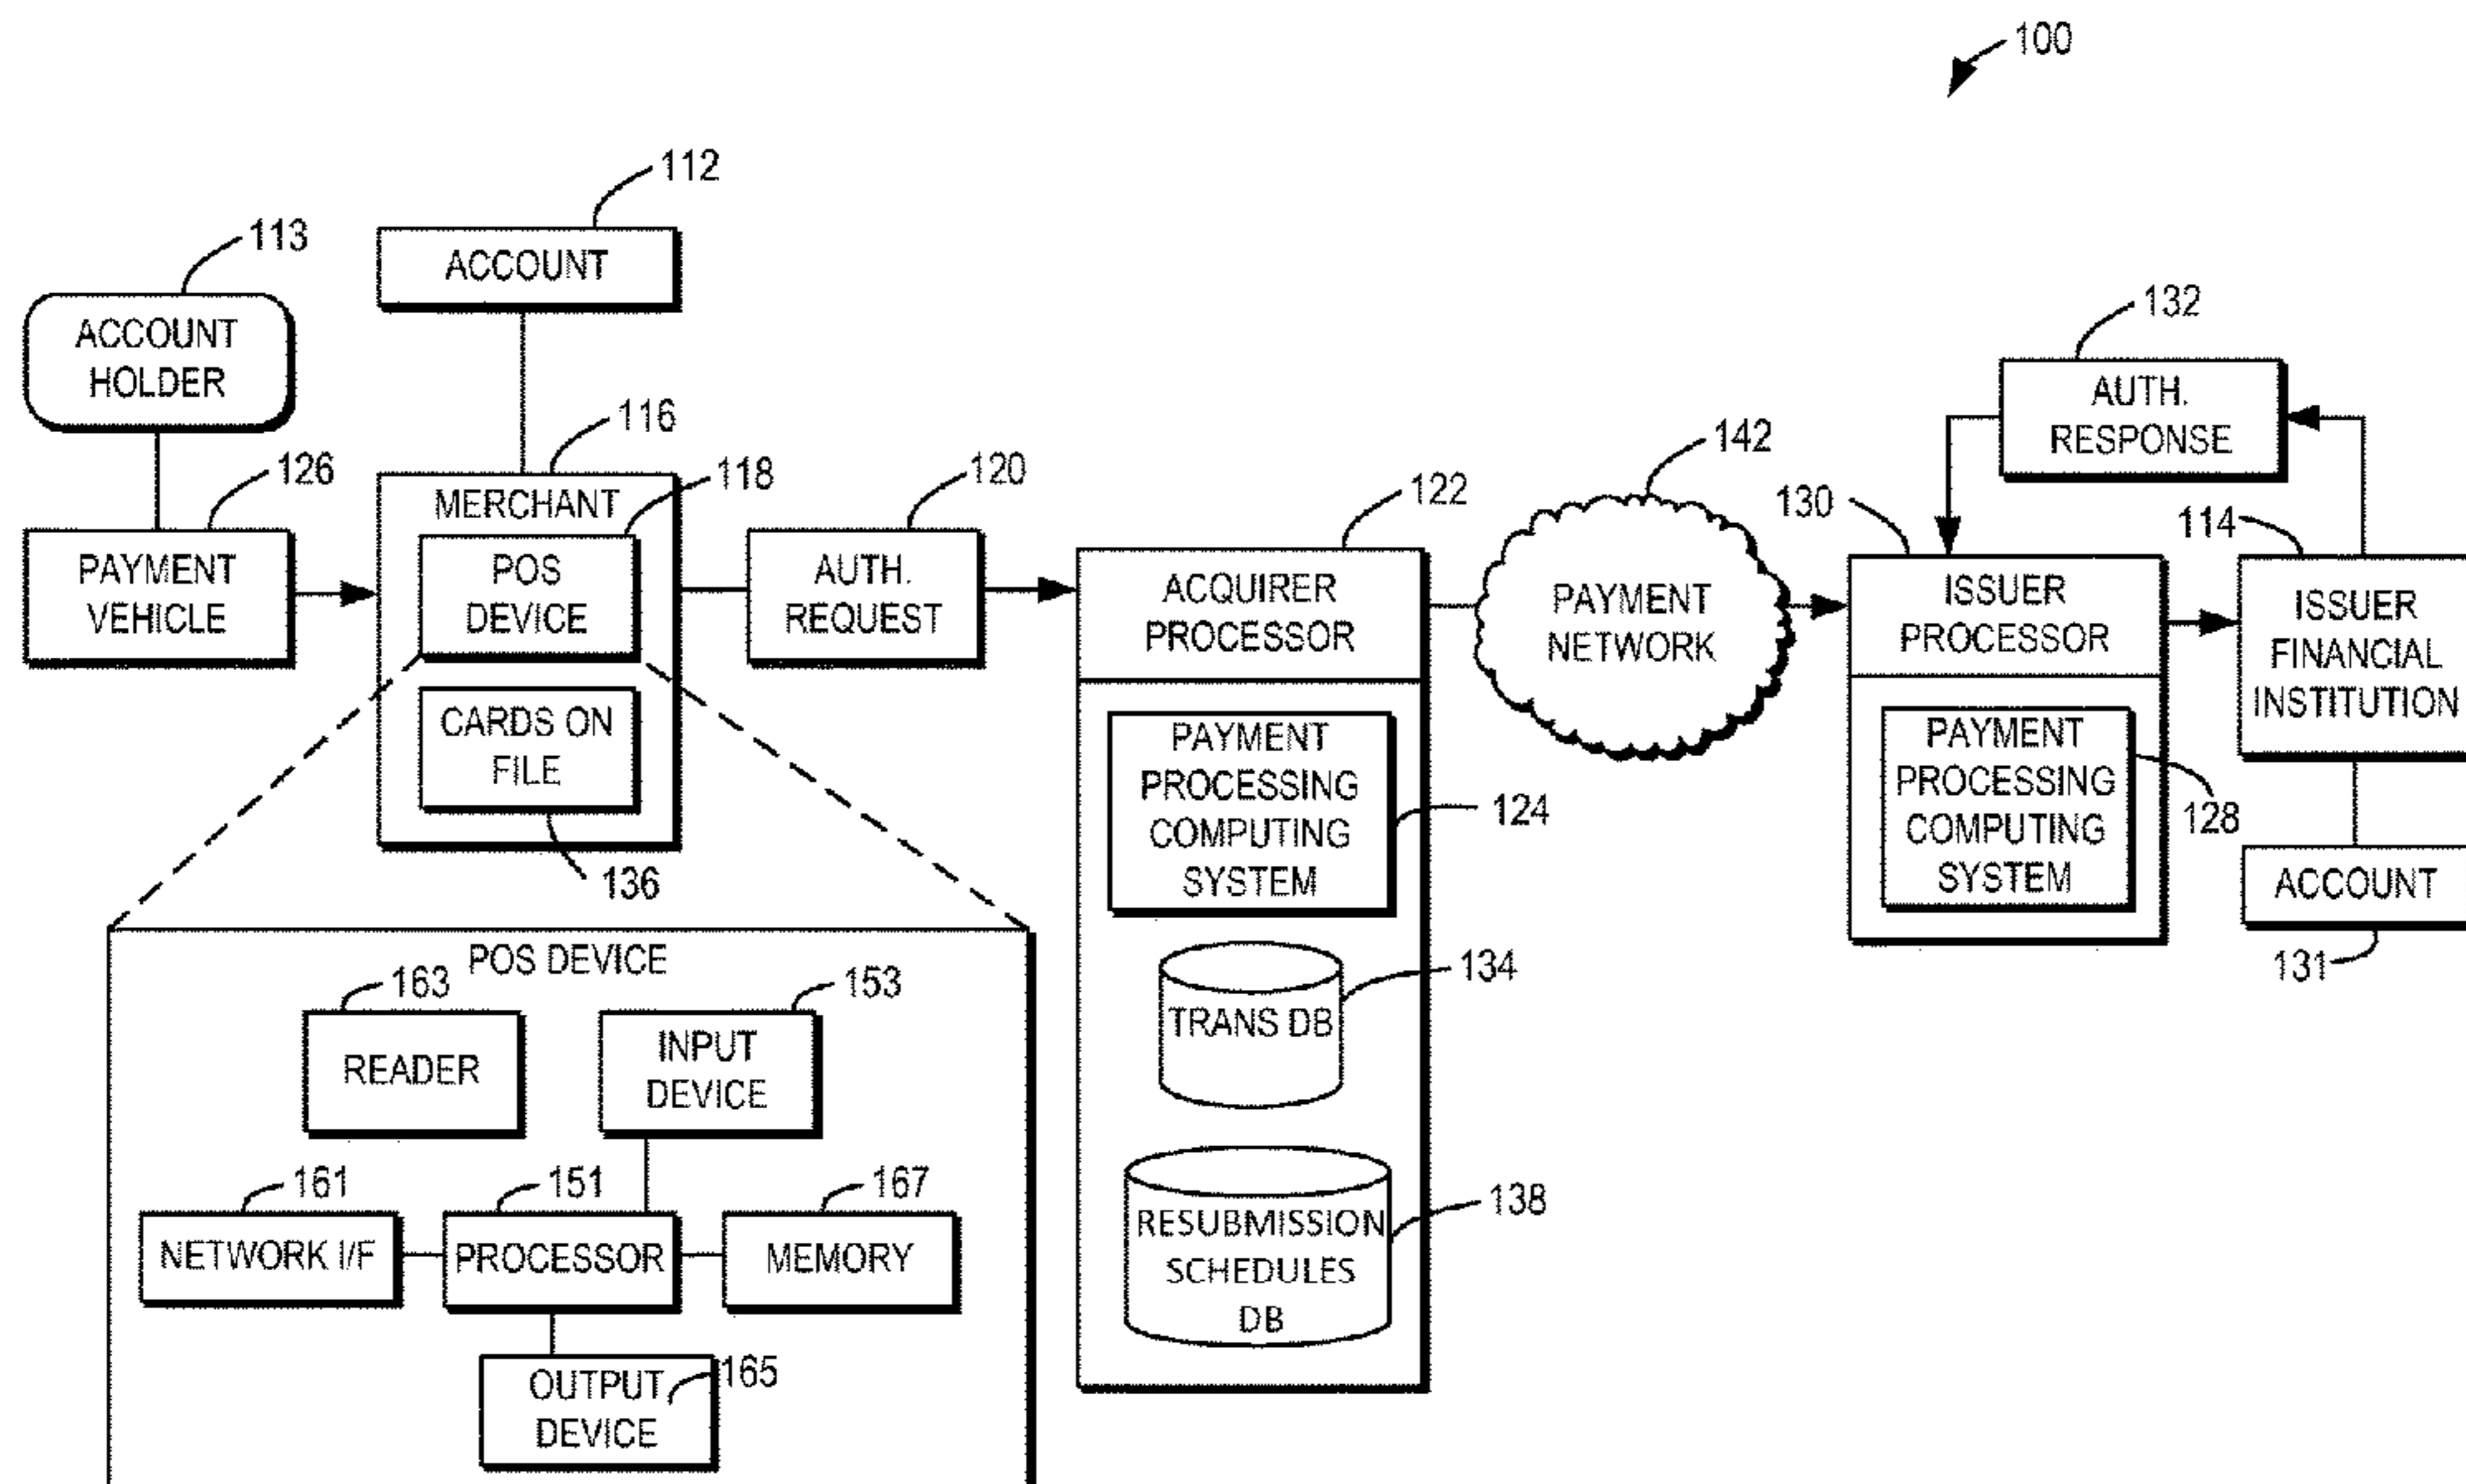 100
112
ACCOUNT
113
ACCOUNT
HOLDER
126
PAYMENT
VEHICLE
116
MERCHANT
118
POS
DEVICE
CARDS ON
FILE
136
120
AUTH.
REQUEST
122
ACQUIRER
PROCESSOR
PAYMENT
PROCESSING
COMPUTING
SYSTEM
124
134
TRANS DB
138
RESUBMISSION
SCHEDULES
DB
142
PAYMENT
NETWORK
130
ISSUER
PROCESSOR
PAYMENT
PROCESSING
COMPUTING
SYSTEM
128
132
AUTH.
RESPONSE
114
ISSUER
FINANCIAL
INSTITUTION
ACCOUNT
131
POS DEVICE
163
READER
153
INPUT
DEVICE
161
NETWORK I/F
151
PROCESSOR
167
MEMORY
OUTPUT
DEVICE
165